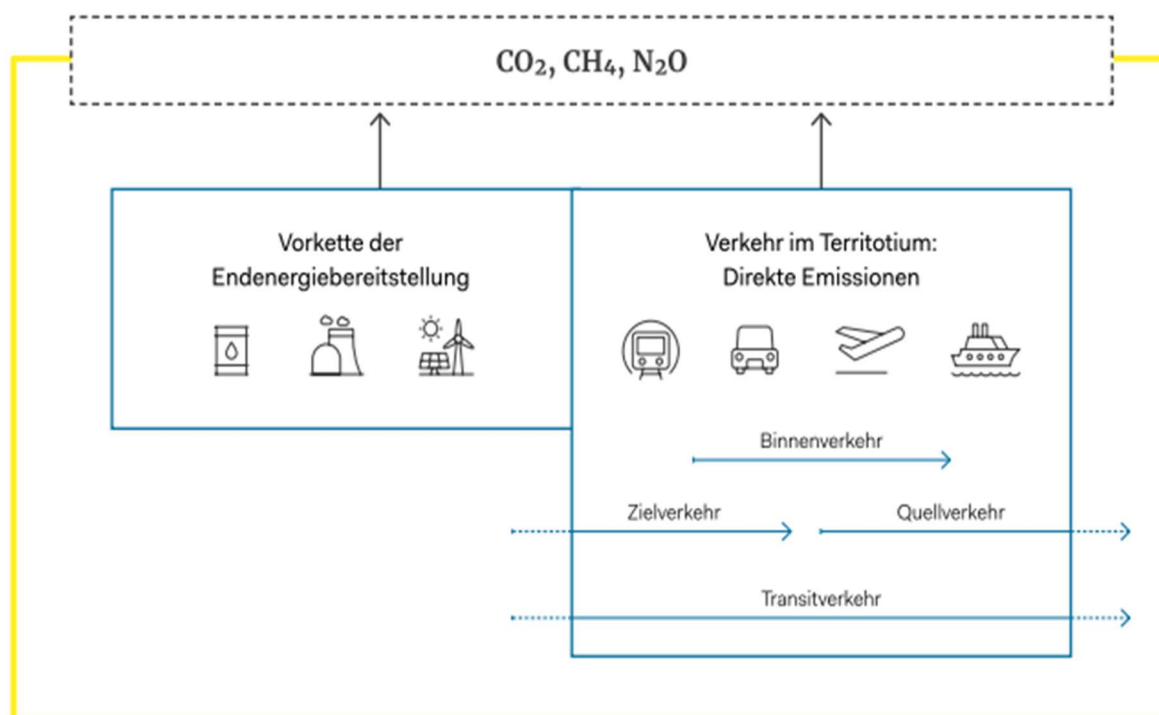 CO₂, CH₄, N₂O
Vorkette der
Endenergiebereitstellung
Verkehr im Territotium:
Direkte Emissionen
Binnenverkehr
Zielverkehr
Quellverkehr
Transitverkehr